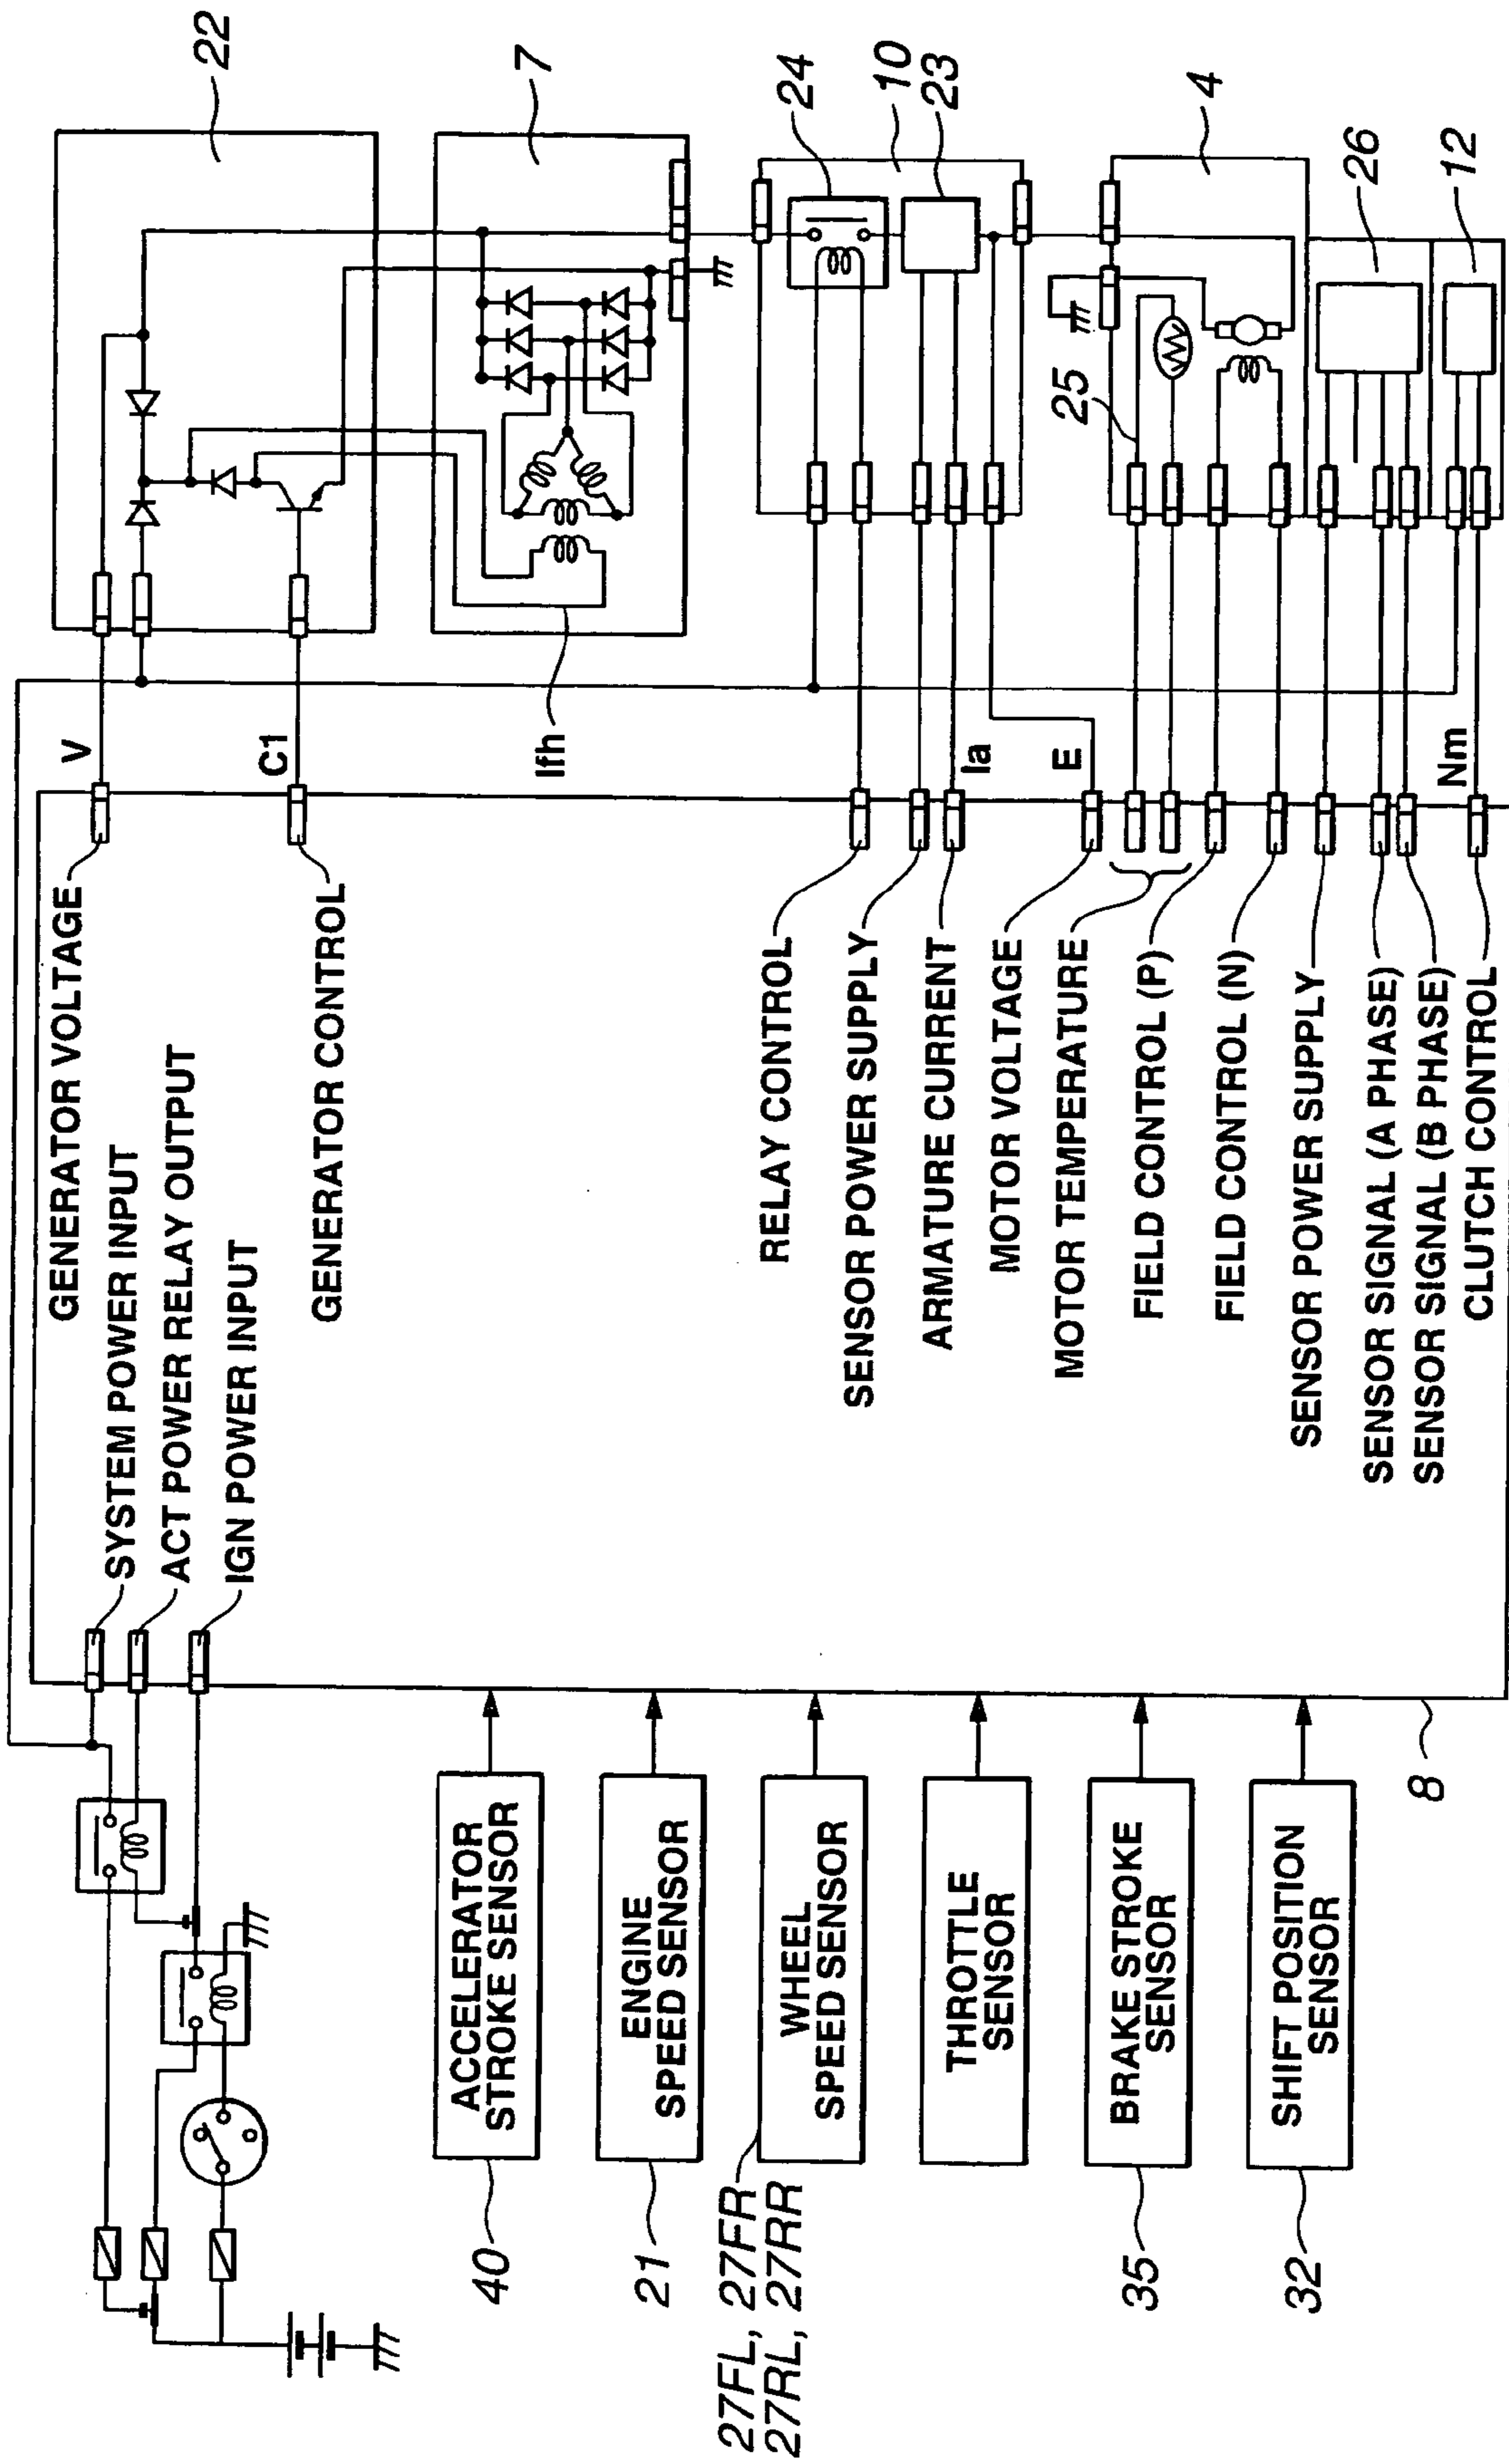 22
7
24
10
23
4
26
12
25
V
C1
Ifh
Ia
E
Nm
GENERATOR VOLTAGE
SYSTEM POWER INPUT
ACT POWER RELAY OUTPUT
IGN POWER INPUT
GENERATOR CONTROL
RELAY CONTROL
SENSOR POWER SUPPLY
ARMATURE CURRENT
MOTOR VOLTAGE
MOTOR TEMPERATURE
FIELD CONTROL (P)
FIELD CONTROL (N)
SENSOR POWER SUPPLY
SENSOR SIGNAL (A PHASE)
SENSOR SIGNAL (B PHASE)
CLUTCH CONTROL
ACCELERATOR
STROKE SENSOR
ENGINE
SPEED SENSOR
WHEEL
SPEED SENSOR
THROTTLE
SENSOR
BRAKE STROKE
SENSOR
SHIFT POSITION
SENSOR
8
40
21
27FL, 27FR
27RL, 27RR
35
32